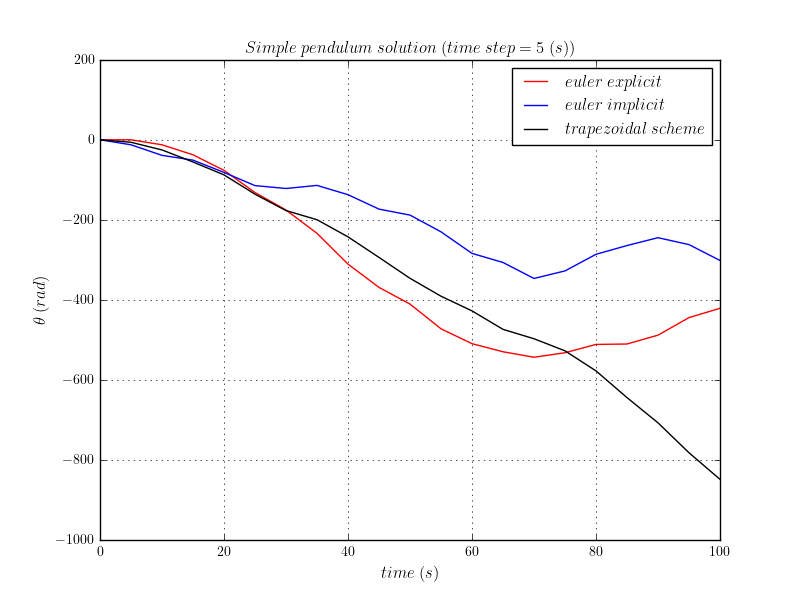 Simple pendulum solution (time step = 5 (s))
200
0
−200
−400
−600
−800
−1000
θ (rad)
euler explicit
euler implicit
trapezoidal scheme
0 20 40 60 80 100
time (s)